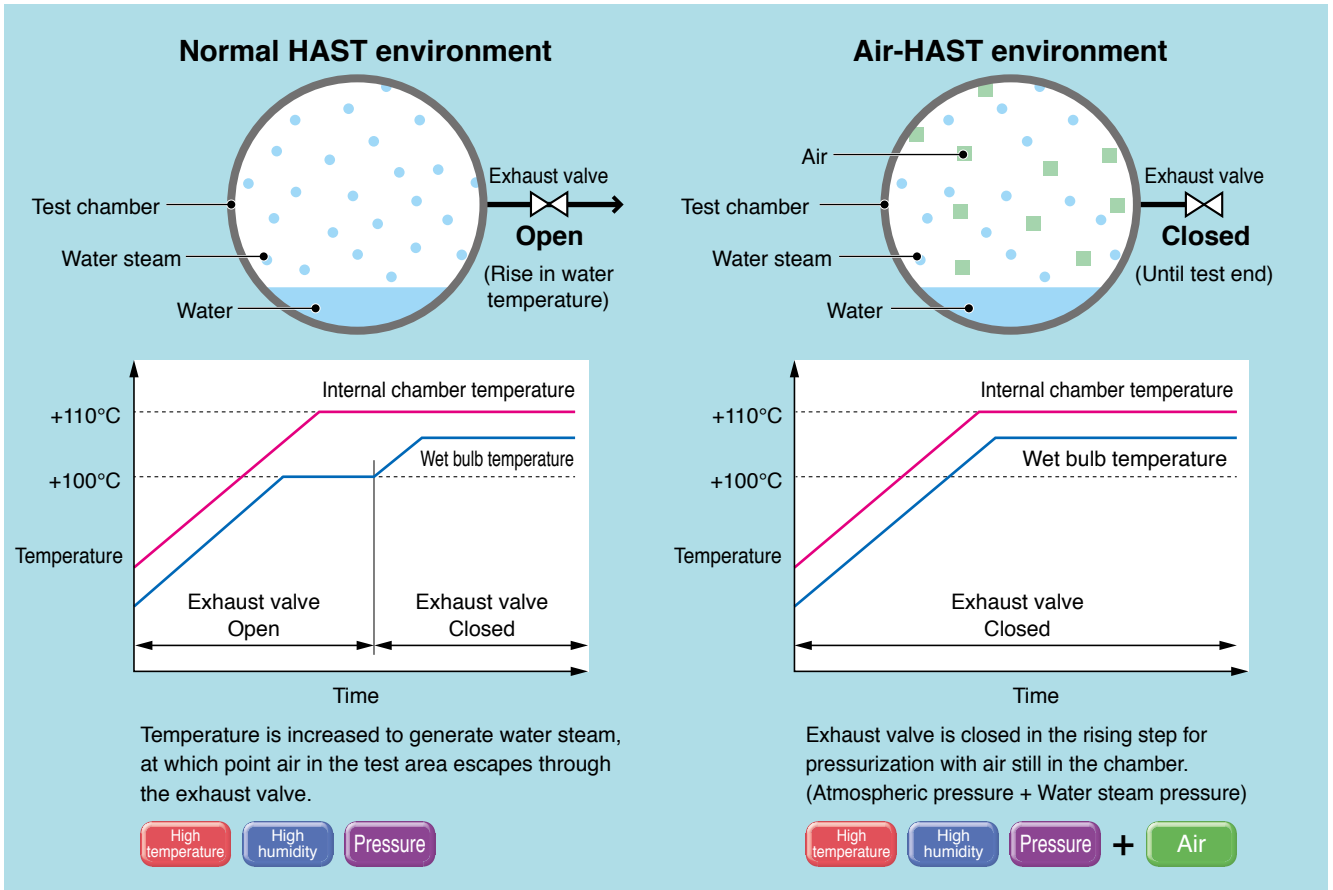 Normal HAST environment
Exhaust valve
Test chamber
Open
Water steam
(Rise in water
temperature)
Water
+110°C
Internal chamber temperature
Wet bulb temperature
+100°C
Temperature
Exhaust valve
Open
Exhaust valve
Closed
Time
Temperature is increased to generate water steam,
at which point air in the test area escapes through
the exhaust valve.
High
temperature
High
humidity
Pressure
Air-HAST environment
Air
Exhaust valve
Test chamber
Closed
Water steam
(Until test end)
Water
+110°C
Internal chamber temperature
Wet bulb temperature
+100°C
Temperature
Exhaust valve
Closed
Time
Exhaust valve is closed in the rising step for
pressurization with air still in the chamber.
(Atmospheric pressure + Water steam pressure)
High
temperature
High
humidity
Pressure
+
Air